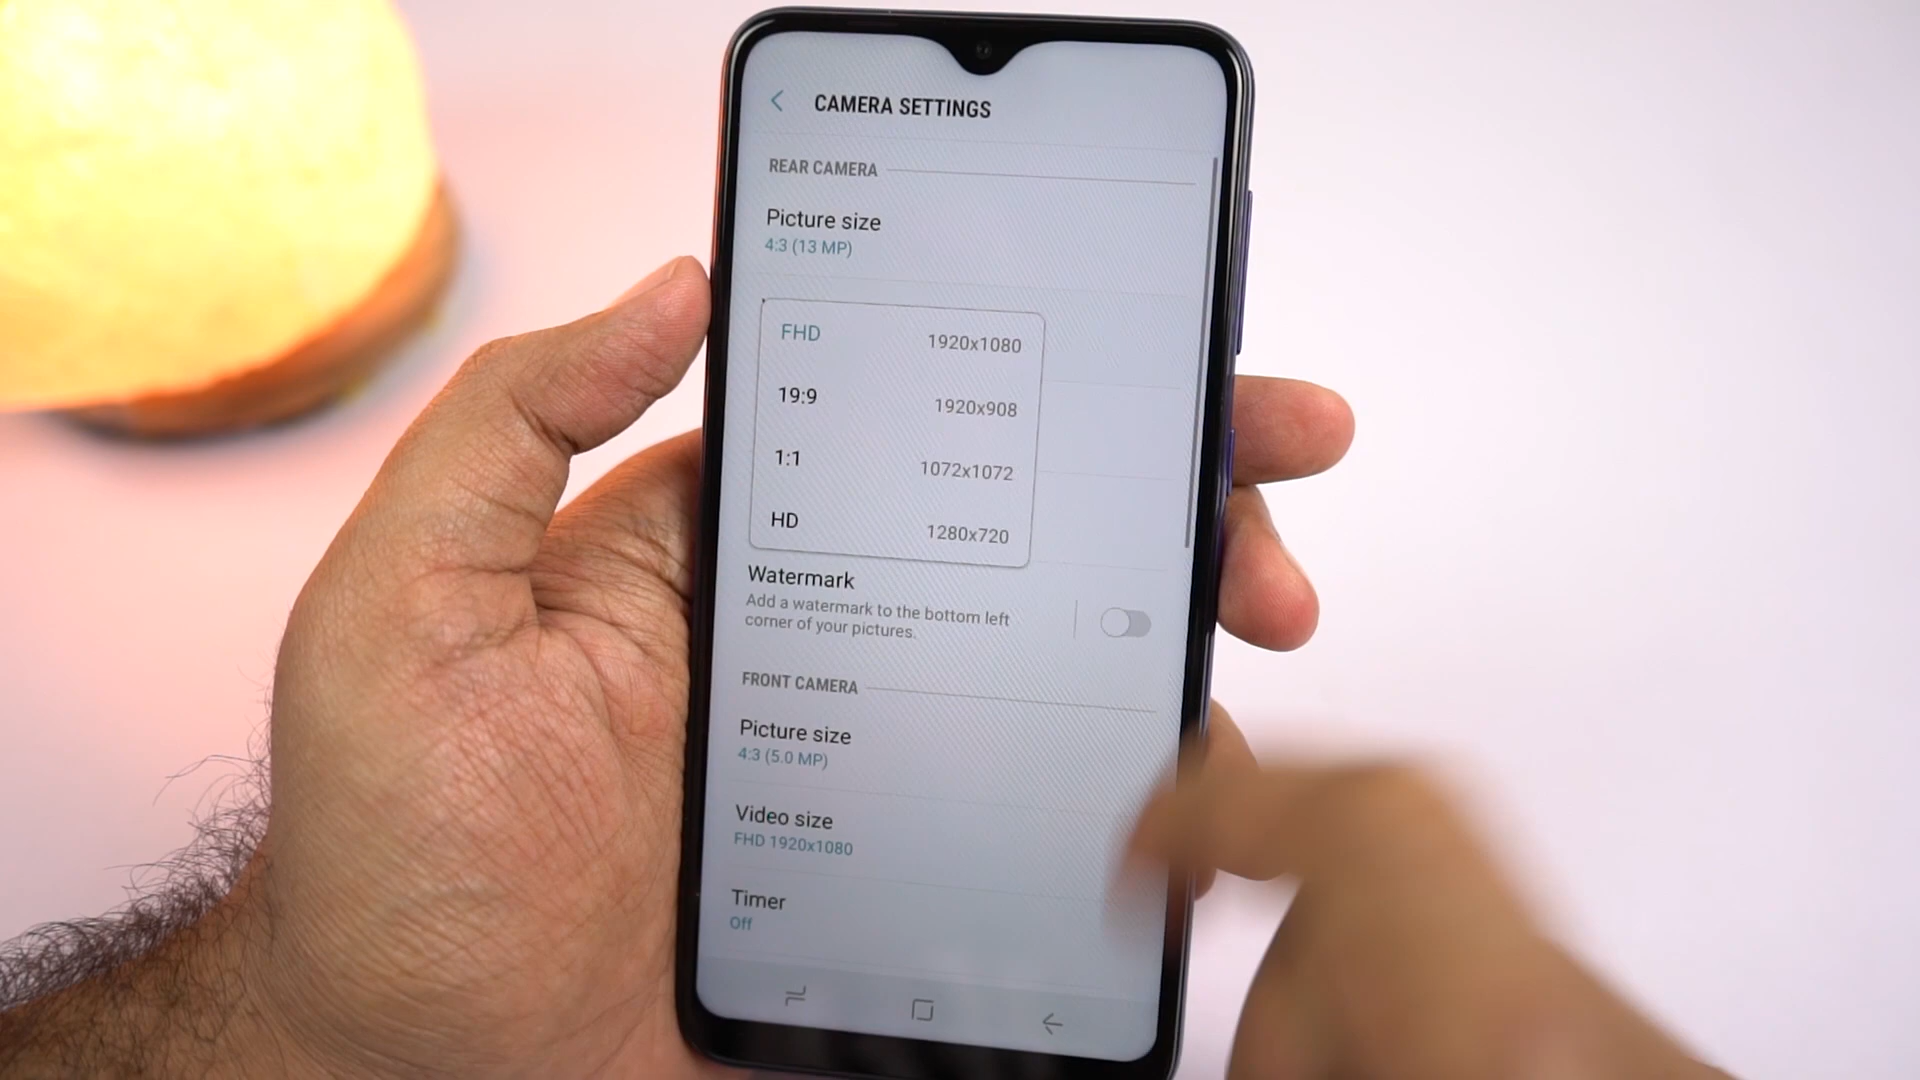 CAMERA SETTINGS
REAR CAMERA
Picture size
4:3 (13 MP)
FHD 1920x1080
19:9 1920x908
1:1 1072x1072
HD 1280x720
Watermark
Add a watermark to the bottom left
corner of your pictures.
FRONT CAMERA
Picture size
4:3 (5.0 MP)
Video size
FHD 1920x1080
Timer
Off